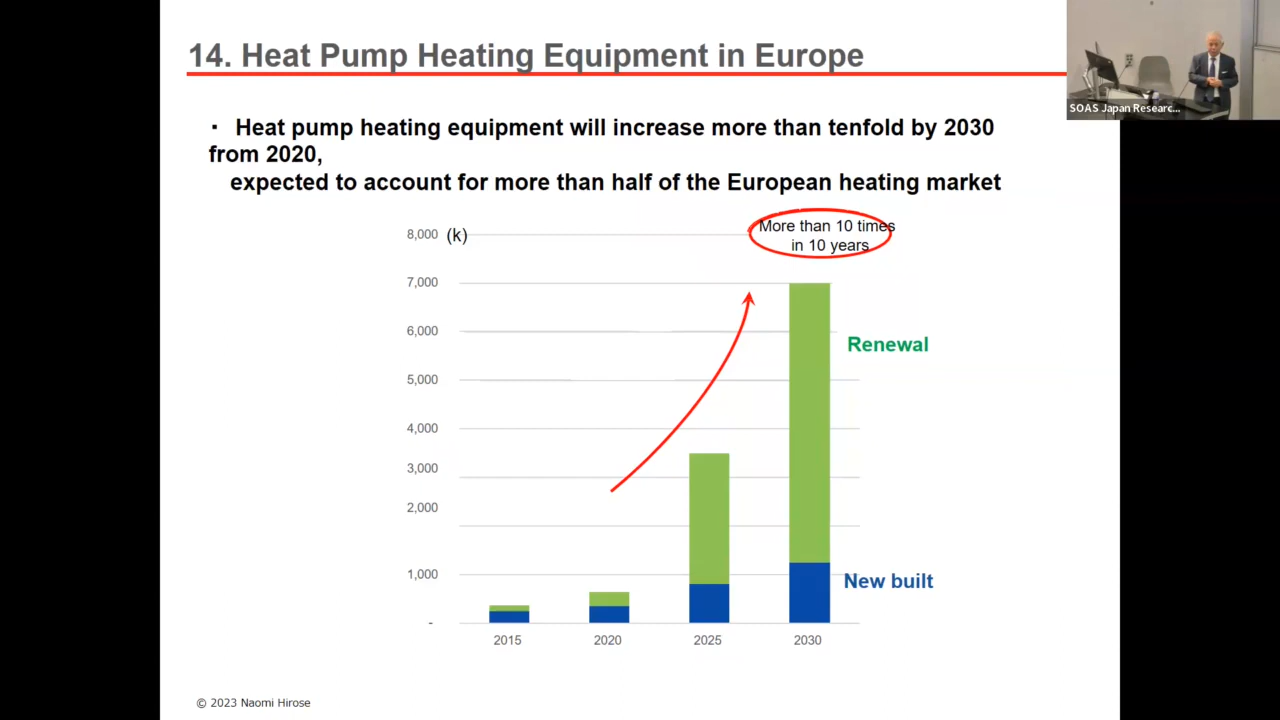 14. Heat Pump Heating Equipment in Europe
SOAS Japan Researc...
・ Heat pump heating equipment will increase more than tenfold by 2030
from 2020,
expected to account for more than half of the European heating market
8,000 (k)
More than 10 times
in 10 years
7,000
6,000
Renewal
5,000
4,000
3,000
2,000
1,000
New built
-
2015 2020 2025 2030
© 2023 Naomi Hirose